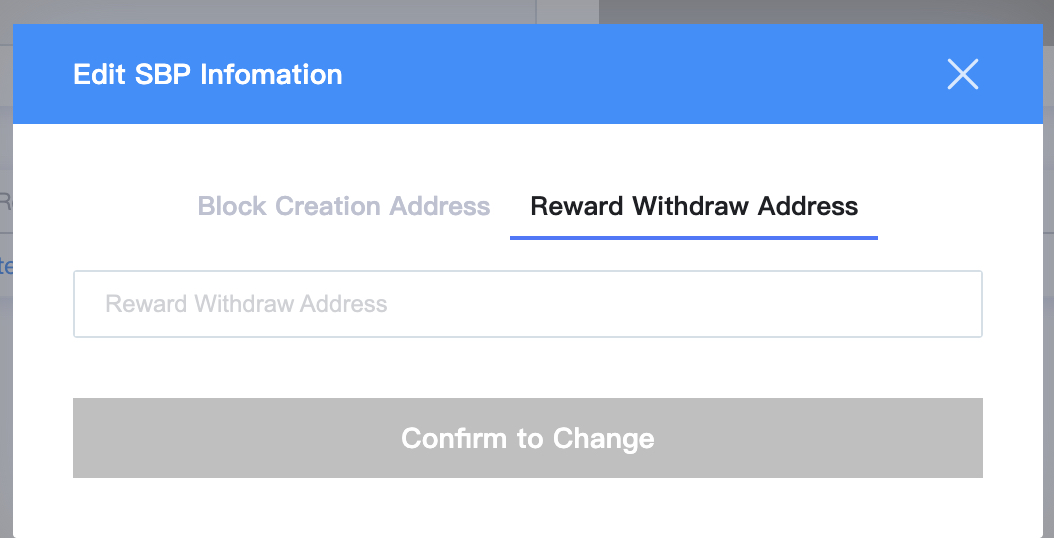 Edit SBP Infomation
Block Creation Address
Reward Withdraw Address
Reward Withdraw Address
Confirm to Change